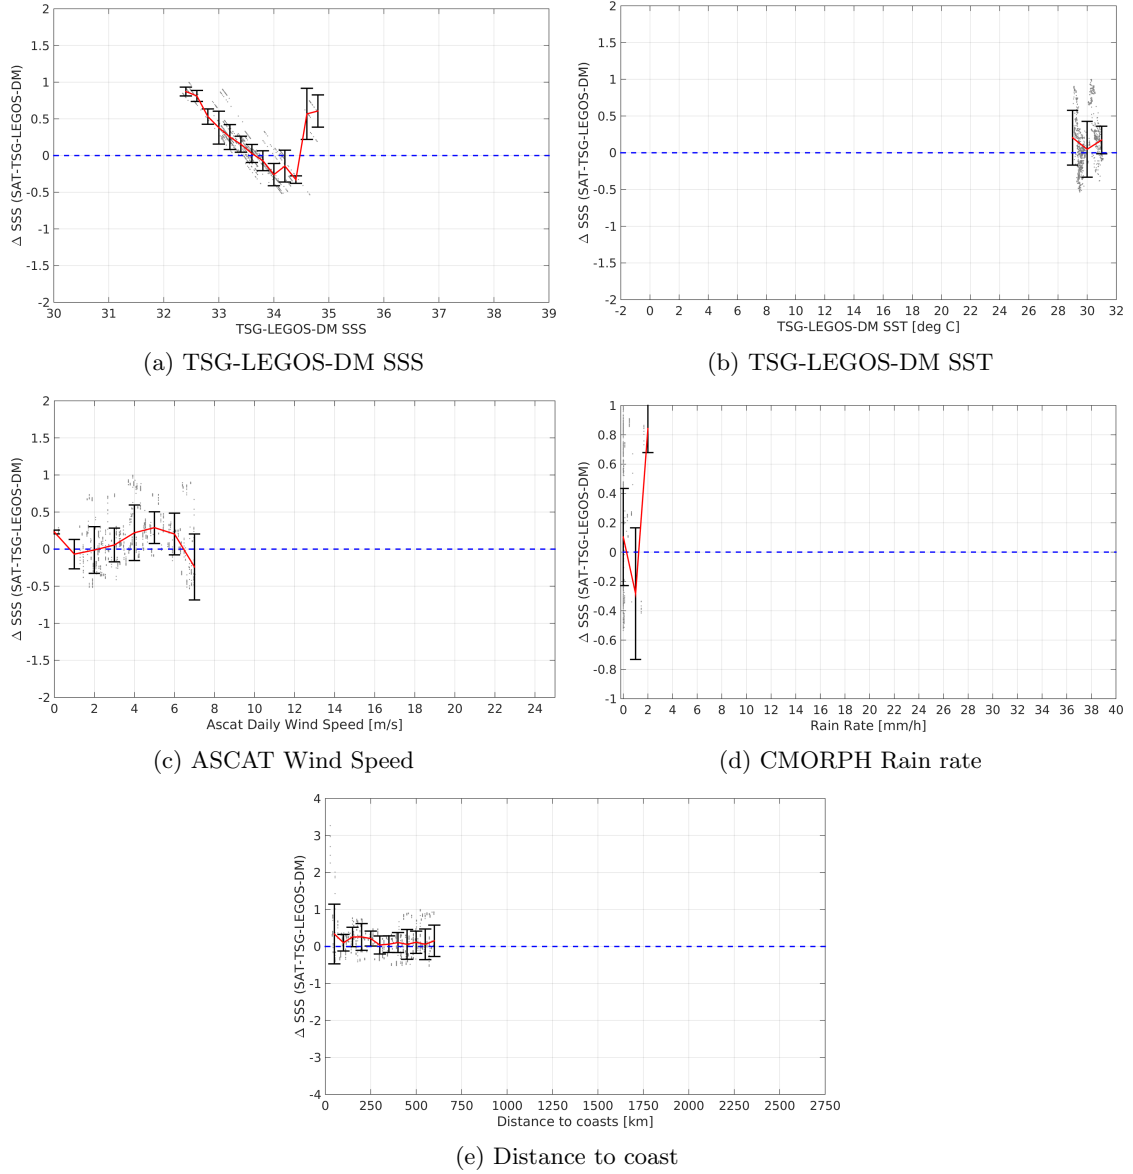 2
1.5
1
0.5
0
-0.5
-1
-1.5
-2
Δ SSS (SAT-TSG-LEGOS-DM)
30 31 32 33 34 35 36 37 38 39
TSG-LEGOS-DM SSS
(a) TSG-LEGOS-DM SSS
2
1.5
1
0.5
0
-0.5
-1
-1.5
-2
Δ SSS (SAT-TSG-LEGOS-DM)
-2 0 2 4 6 8 10 12 14 16 18 20 22 24 26 28 30 32
TSG-LEGOS-DM SST [deg C]
(b) TSG-LEGOS-DM SST
2
1.5
1
0.5
0
-0.5
-1
-1.5
-2
Δ SSS (SAT-TSG-LEGOS-DM)
0 2 4 6 8 10 12 14 16 18 20 22 24
Ascat Daily Wind Speed [m/s]
(c) ASCAT Wind Speed
1
0.8
0.6
0.4
0.2
0
-0.2
-0.4
-0.6
-0.8
-1
Δ SSS (SAT-TSG-LEGOS-DM)
0 2 4 6 8 10 12 14 16 18 20 22 24 26 28 30 32 34 36 38 40
Rain Rate [mm/h]
(d) CMORPH Rain rate
4
3
2
1
0
-1
-2
-3
-4
Δ SSS (SAT-TSG-LEGOS-DM)
0 250 500 750 1000 1250 1500 1750 2000 2250 2500 2750
Distance to coasts [km]
(e) Distance to coast